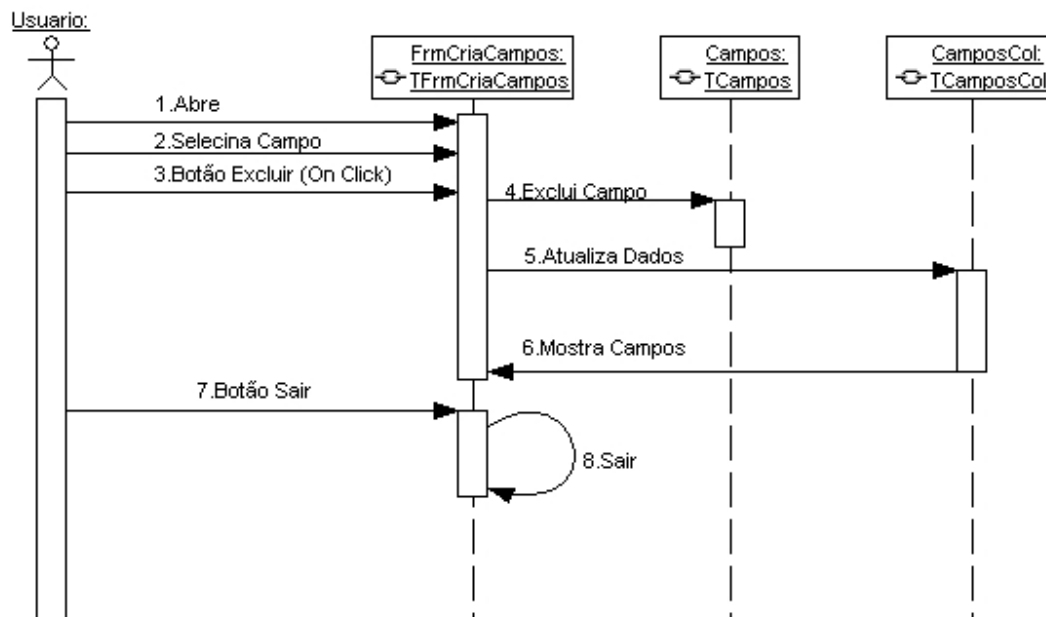 Usuario:
FrmCriaCampos:
TFrmCriaCampos
Campos:
TCampos
CamposCol:
TCamposCol
1.Abre
2.Selecina Campo
3.Botão Excluir (On Click)
4.Exclui Campo
5.Atualiza Dados
6.Mostra Campos
7.Botão Sair
8.Sair